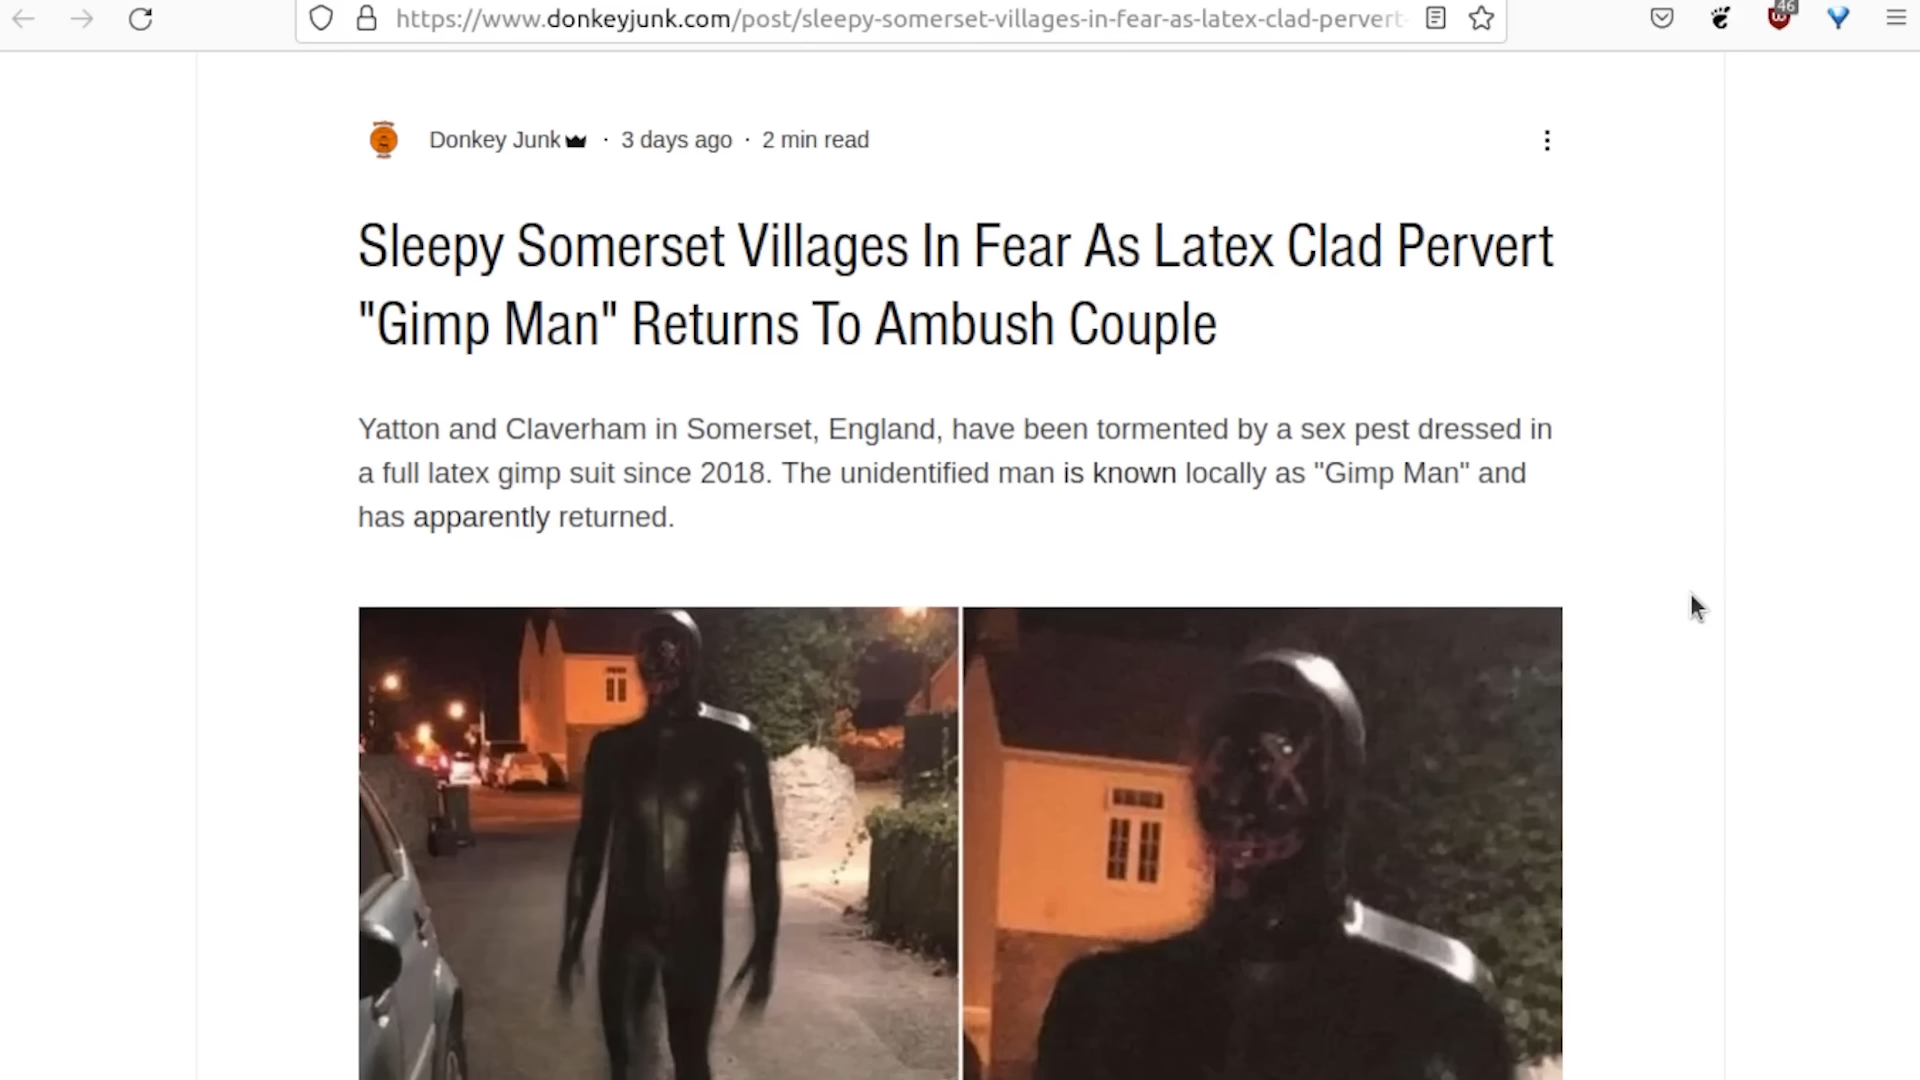 https://www.donkeyjunk.com/post/sleepy-somerset-villages-in-fear-as-latex-clad-pervert-
46
Donkey Junk · 3 days ago · 2 min read
Sleepy Somerset Villages In Fear As Latex Clad Pervert
"Gimp Man" Returns To Ambush Couple
Yatton and Claverham in Somerset, England, have been tormented by a sex pest dressed in
a full latex gimp suit since 2018. The unidentified man is known locally as "Gimp Man" and
has apparently returned.